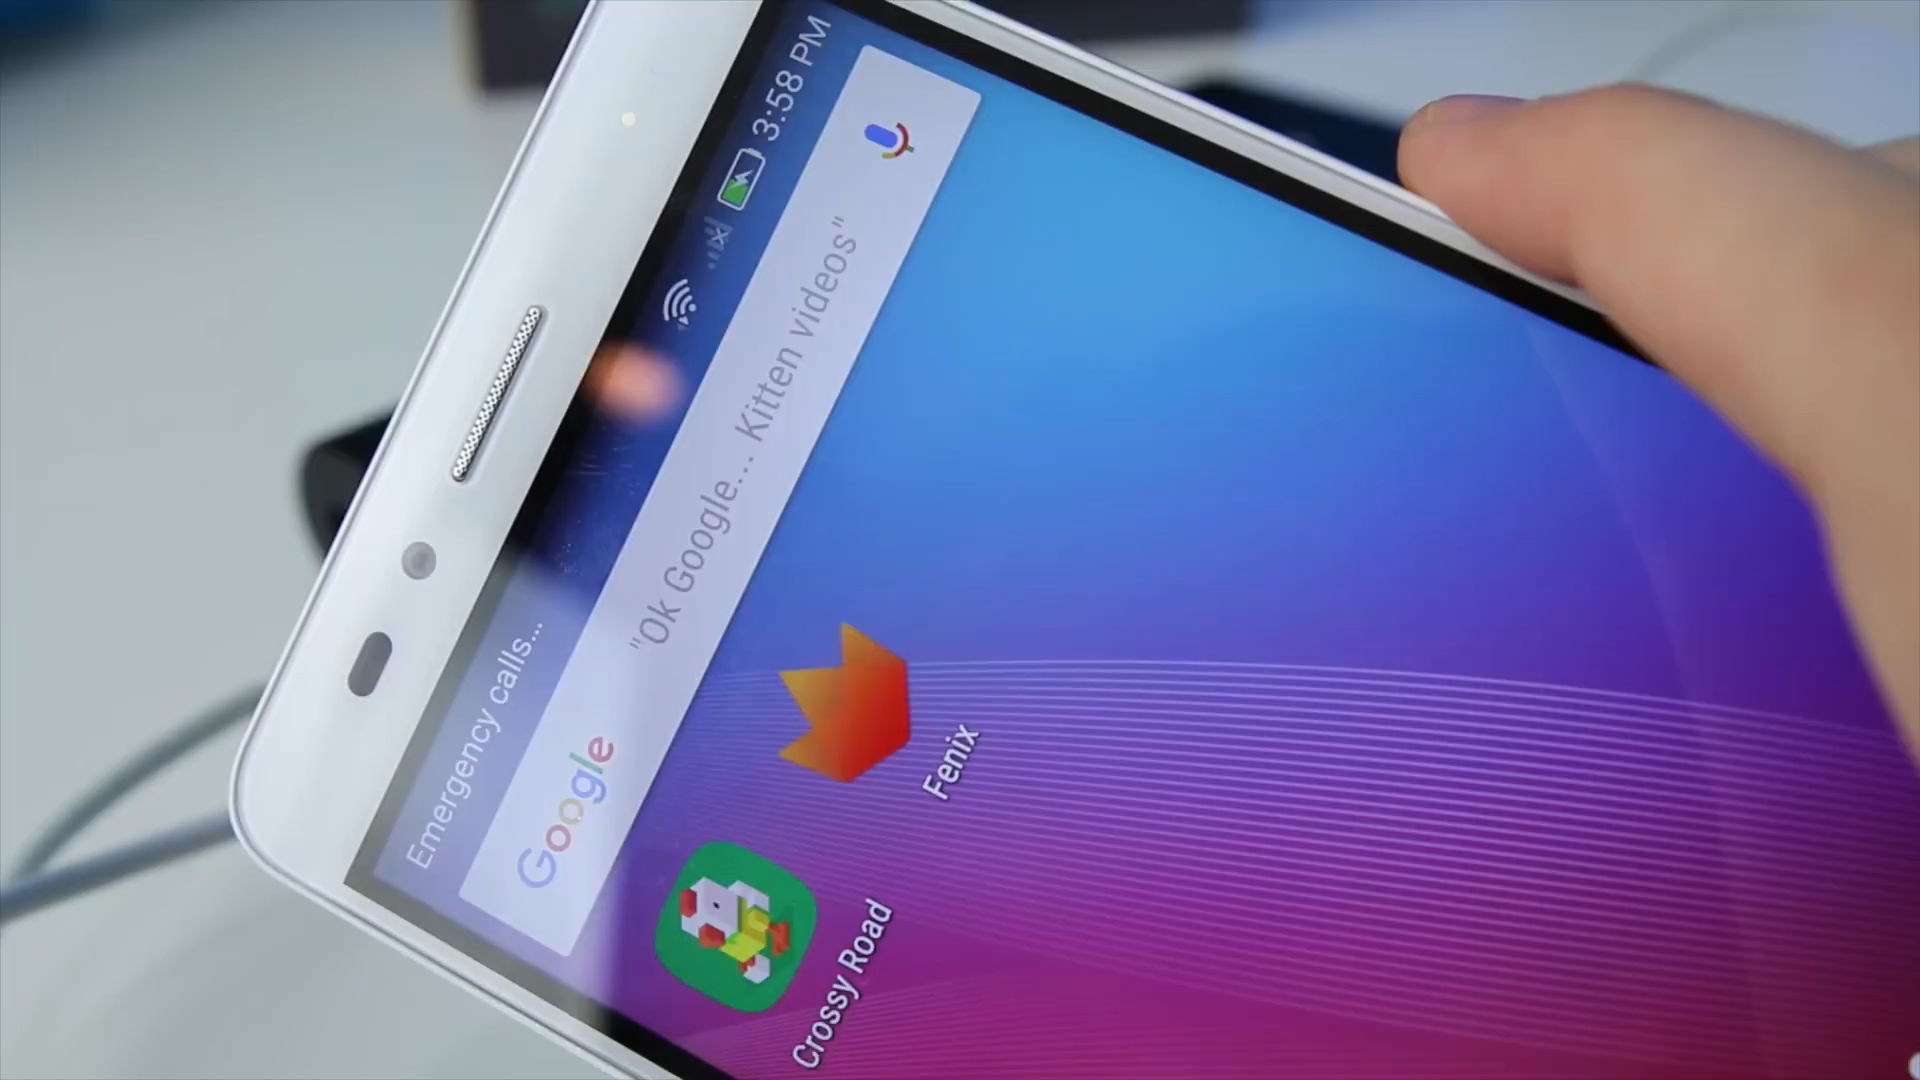 Emergency calls...
3:58 PM
Google
"Ok Google... Kitten videos"
Crossy Road
Fenix